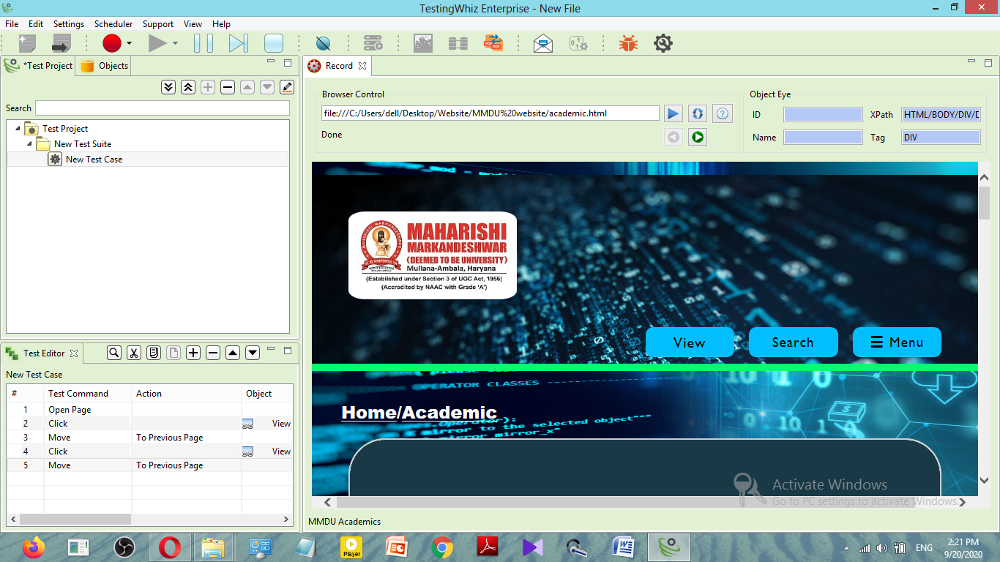 TestingWhiz Enterprise - New File
File Edit Settings Scheduler Support View Help
*Test Project Objects
Search
Test Project
New Test Suite
New Test Case
Test Editor
New Test Case
# Test Command Action Object
1 Open Page
2 Click View
3 Move To Previous Page
4 Click View
5 Move To Previous Page
Record
Browser Control
file:///C:/Users/dell/Desktop/Website/MMDU%20website/academic.html
Done
Object Eye
ID XPath HTML/BODY/DIV/D
Name Tag DIV
MAHARISHI
MARKANDESHWAR
(DEEMED TO BE UNIVERSITY)
Mullana-Ambala, Haryana
(Established under Section 3 of UGC Act, 1956)
(Accredited by NAAC with Grade 'A')
View Search ☰ Menu
OPERATOR CLASSES
Home/Academic
mirror to the selected object"""
mirror mirror_x"
Activate Windows
Go to PC settings to activate Windows.
MMDU Academics
Player
ENG
2:21 PM
9/20/2020